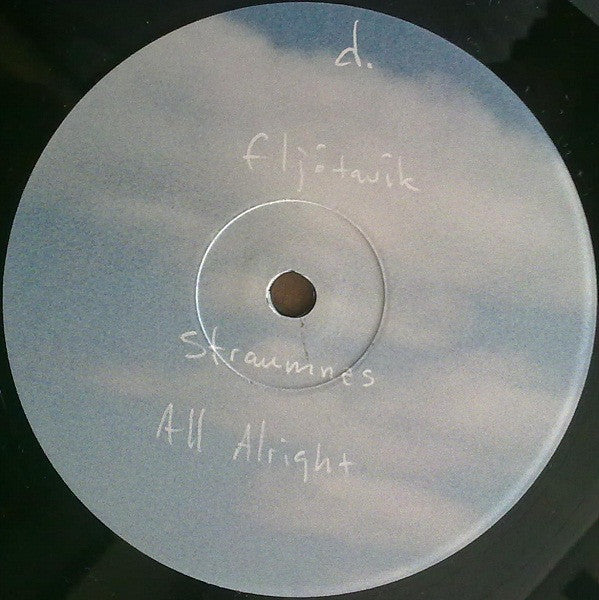 d.
fljótavík
Straumnes
All Alright